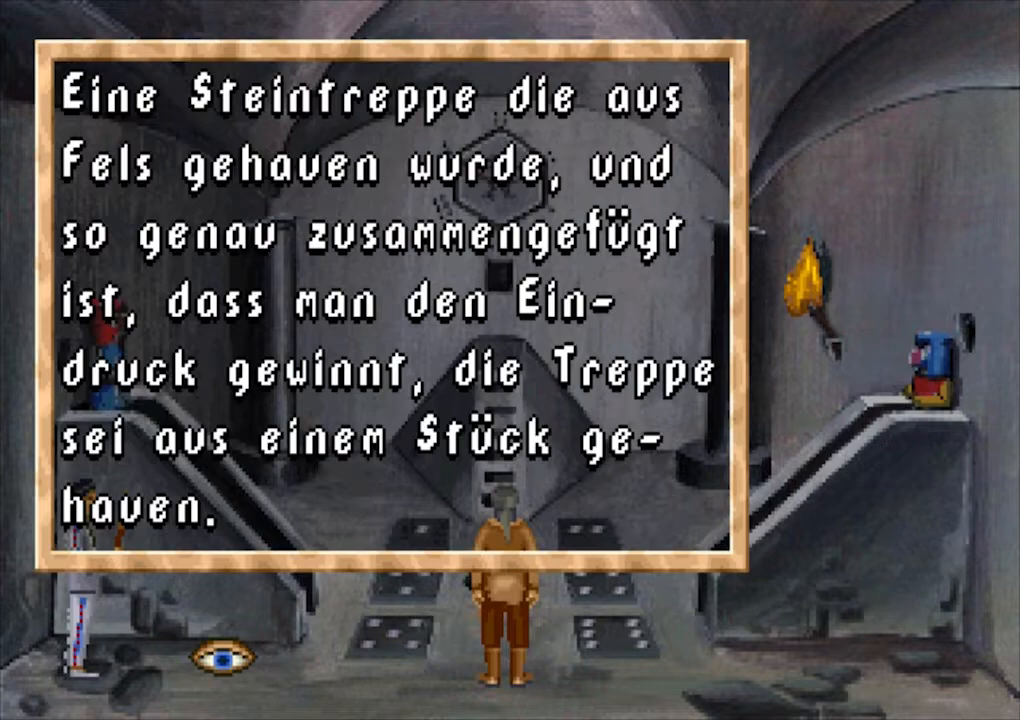 Eine Steintreppe die aus
Fels gehauen wurde, und
so genau zusammengefügt
ist, dass man den Ein-
druck gewinnt, die Treppe
sei aus einem Stück ge-
hauen.